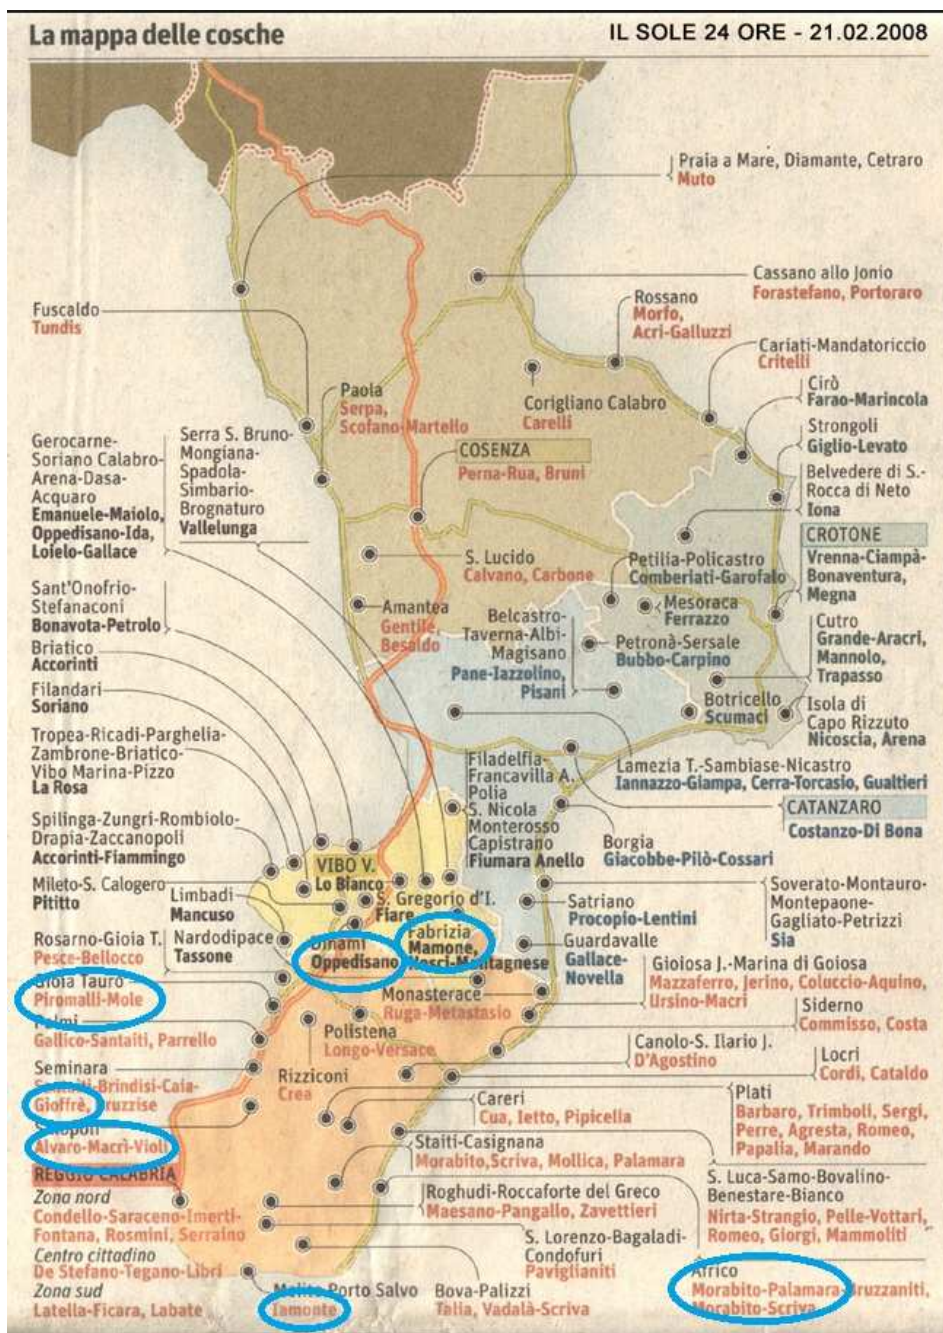 La mappa delle cosche
IL SOLE 24 ORE - 21.02.2008
Praia a Mare, Diamante, Cetraro
Muto
Cassano allo Jonio
Forastefano, Portoraro
Rossano
Morfo,
Acri-Galluzzi
Fuscaldo
Tundis
Cariati-Mandatoriccio
Critelli
Paola
Serpa,
Scofano-Martello
Corigliano Calabro
Carelli
Cirò
Farao-Marincola
Strongoli
Giglio-Levato
Gerocarne-
Soriano Calabro-
Arena-Dasa-
Acquaro
Emanuele-Maiolo,
Oppedisano-Ida,
Loielo-Gallace
Serra S. Bruno-
Mongiana-
Spadola-
Simbario-
Brognaturo
Vallelunga
COSENZA
Perna-Rua, Bruni
Belvedere di S.-
Rocca di Neto
Iona
CROTONE
Vrenna-Ciampà-
Bonaventura,
Megna
S. Lucido
Calvano, Carbone
Petilia-Policastro
Comberiati-Garofalo
Mesoraca
Ferrazzo
Sant'Onofrio-
Stefanaconi
Bonavota-Petrolo
Amantea
Gentile,
Besaldo
Belcastro-
Taverna-Albi-
Magisano
Pane-Iazzolino,
Pisani
Petronà-Sersale
Bubbo-Carpino
Cutro
Grande-Aracri,
Mannolo,
Trapasso
Briatico
Accorinti
Filandari
Soriano
Botricello
Scumaci
Isola di
Capo Rizzuto
Nicoscia, Arena
Tropea-Ricadi-Parghelia-
Zambrone-Briatico-
Vibo Marina-Pizzo
La Rosa
Filadelfia-
Francavilla A.
Polia
S. Nicola
Monterosso
Capistrano
Fiumara Anello
Lamezia T.-Sambiase-Nicastro
Iannazzo-Giampa, Cerra-Torcasio, Gualtieri
CATANZARO
Costanzo-Di Bona
Spilinga-Zungri-Rombiolo-
Drapia-Zaccanopoli
Accorinti-Fiammingo
Borgia
Giacobbe-Pilò-Cossari
VIBO V.
Lo Bianco
Mileto-S. Calogero
Pititto
Limbadi
Mancuso
S. Gregorio d'I.
Fiare
Satriano
Procopio-Lentini
Soverato-Montauro-
Montepaone-
Gagliato-Petrizzi
Sia
Rosarno-Gioia T.
Pesce-Bellocco
Nardodipace
Tassone
Dinami
Oppedisano
Fabrizia
Mamone,
Nesci-Montagnese
Guardavalle
Gallace-
Novella
Gioia Tauro
Piromalli-Mole
Monasterace
Ruga-Metastasio
Gioiosa J.-Marina di Goiosa
Mazzaferro, Jerino, Coluccio-Aquino,
Ursino-Macri
Palmi
Gallico-Santaiti, Parrello
Polistena
Longo-Versace
Siderno
Commisso, Costa
Seminara
Santaiti-Brindisi-Caia-
Gioffrè, Bruzzise
Rizziconi
Crea
Canolo-S. Ilario J.
D'Agostino
Locri
Cordi, Cataldo
Sinopoli
Alvaro-Macrì-Violi
Careri
Cua, Ietto, Pipicella
Plati
Barbaro, Trimboli, Sergi,
Perre, Agresta, Romeo,
Papalia, Marando
Staiti-Casignana
Morabito,Scriva, Mollica, Palamara
REGGIO CALABRIA
Zona nord
Condello-Saraceno-Imerti-
Fontana, Rosmini, Serraino
Centro cittadino
De Stefano-Tegano-Libri
Zona sud
Latella-Ficara, Labate
Roghudi-Roccaforte del Greco
Maesano-Pangallo, Zavettieri
S. Luca-Samo-Bovalino-
Benestare-Bianco
Nirta-Strangio, Pelle-Vottari,
Romeo, Giorgi, Mammoliti
S. Lorenzo-Bagaladi-
Condofuri
Paviglianiti
Melito Porto Salvo
Iamonte
Bova-Palizzi
Talia, Vadalà-Scriva
Africo
Morabito-Palamara-Bruzzaniti,
Morabito-Scriva